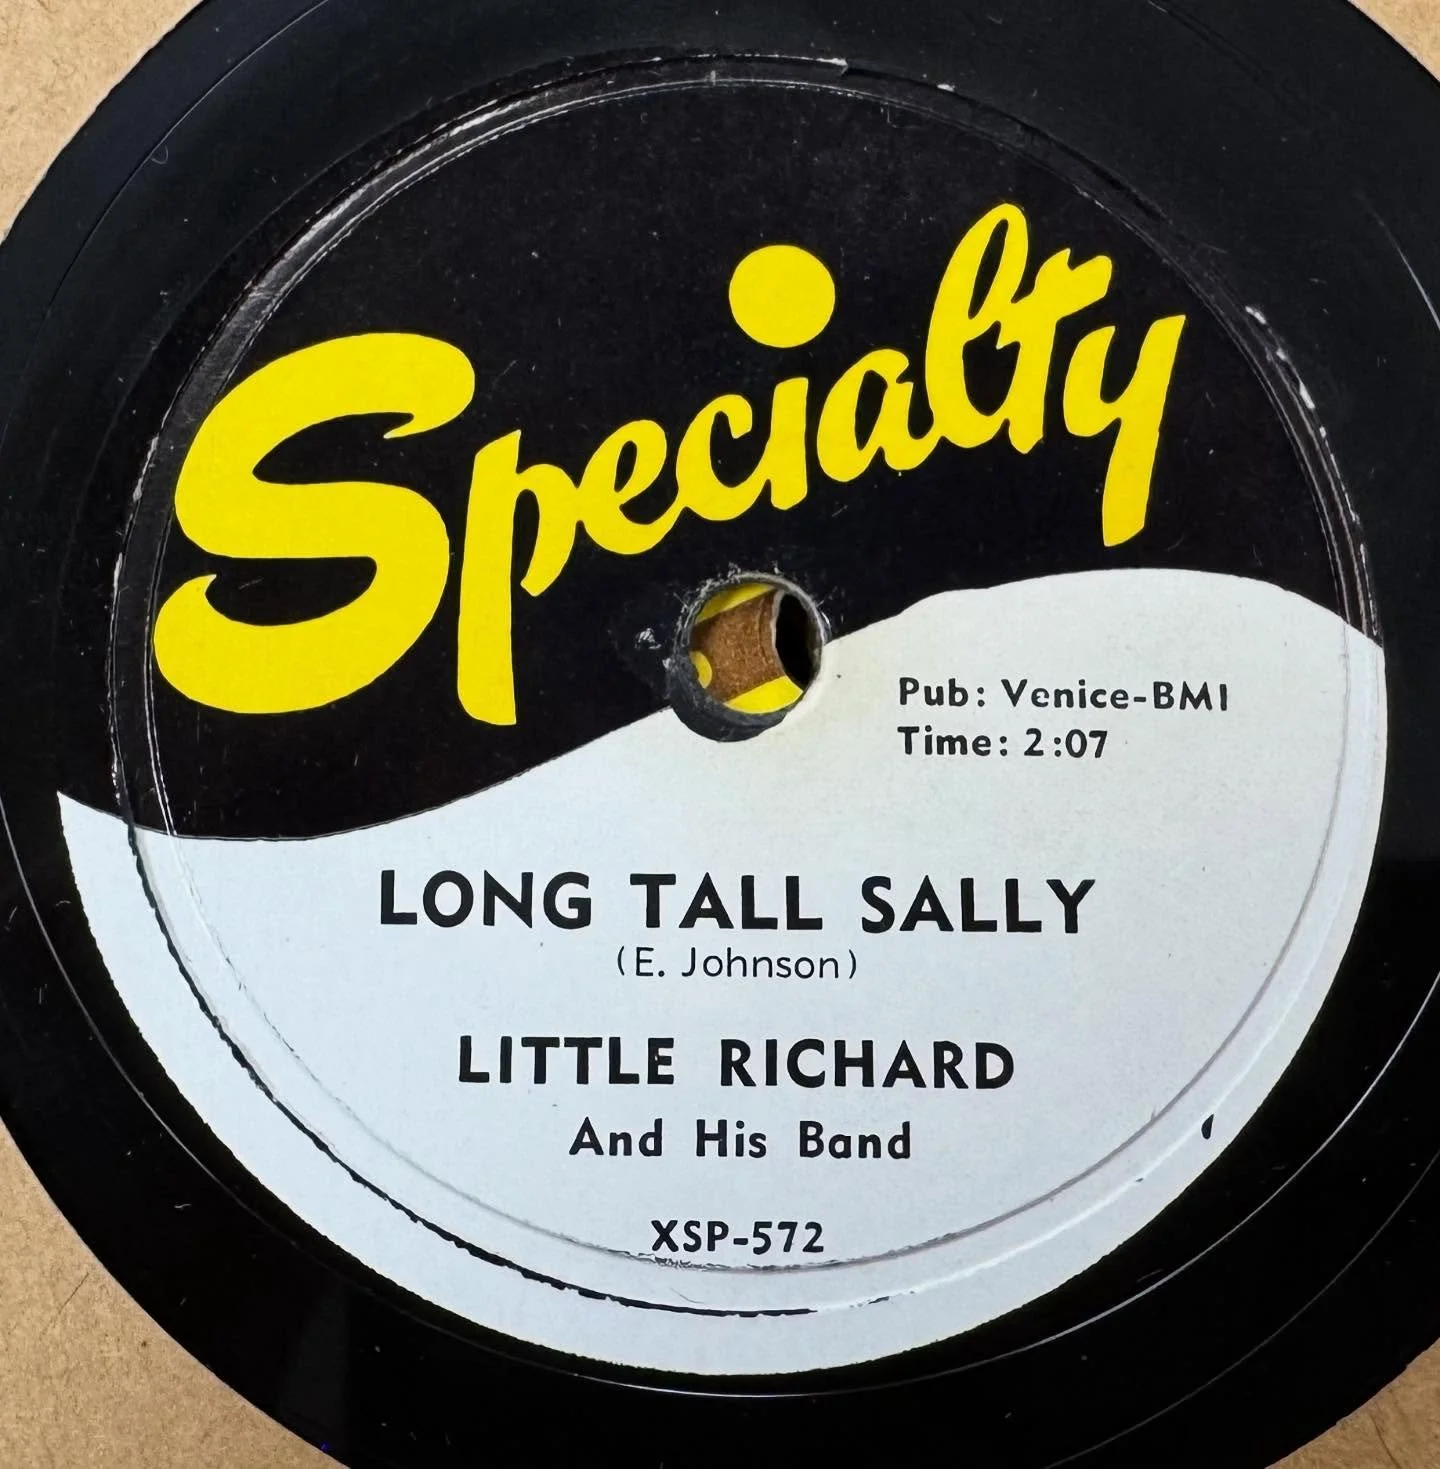 Specialty
Pub: Venice-BMI
Time: 2:07
LONG TALL SALLY
(E. Johnson)
LITTLE RICHARD
And His Band
XSP-572